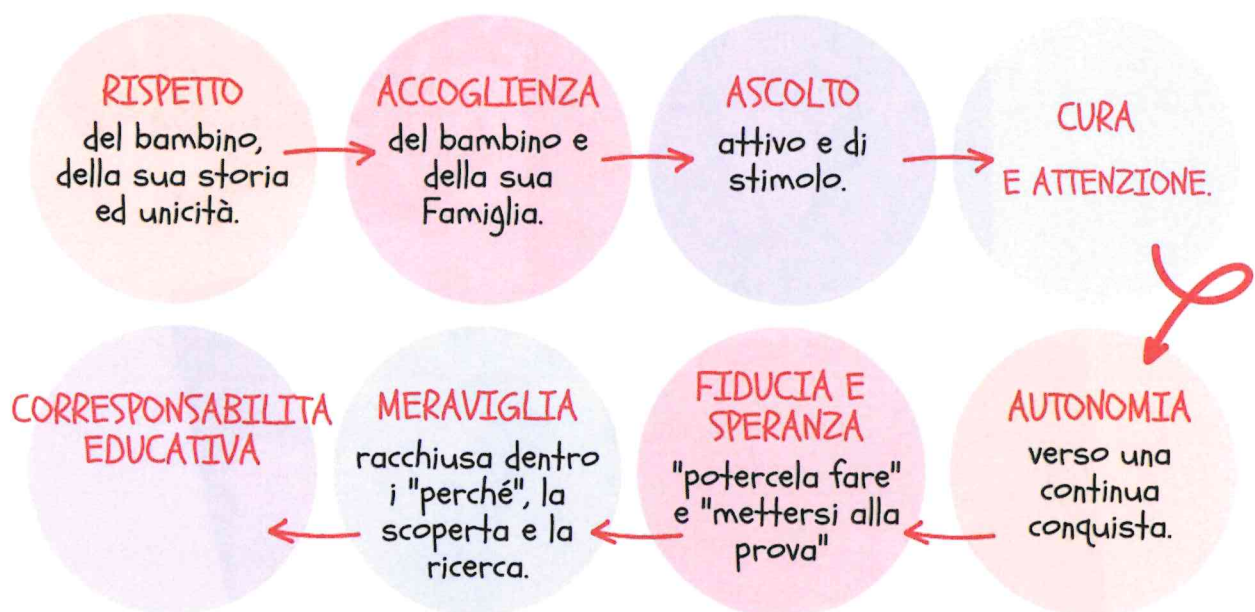 RISPETTO
del bambino,
della sua storia
ed unicità.
ACCOGLIENZA
del bambino e
della sua
Famiglia.
ASCOLTO
attivo e di
stimolo.
CURA
E ATTENZIONE.
AUTONOMIA
verso una
continua
conquista.
FIDUCIA E
SPERANZA
"potercela fare"
e "mettersi alla
prova"
MERAVIGLIA
racchiusa dentro
i "perché", la
scoperta e la
ricerca.
CORRESPONSABILITA
EDUCATIVA